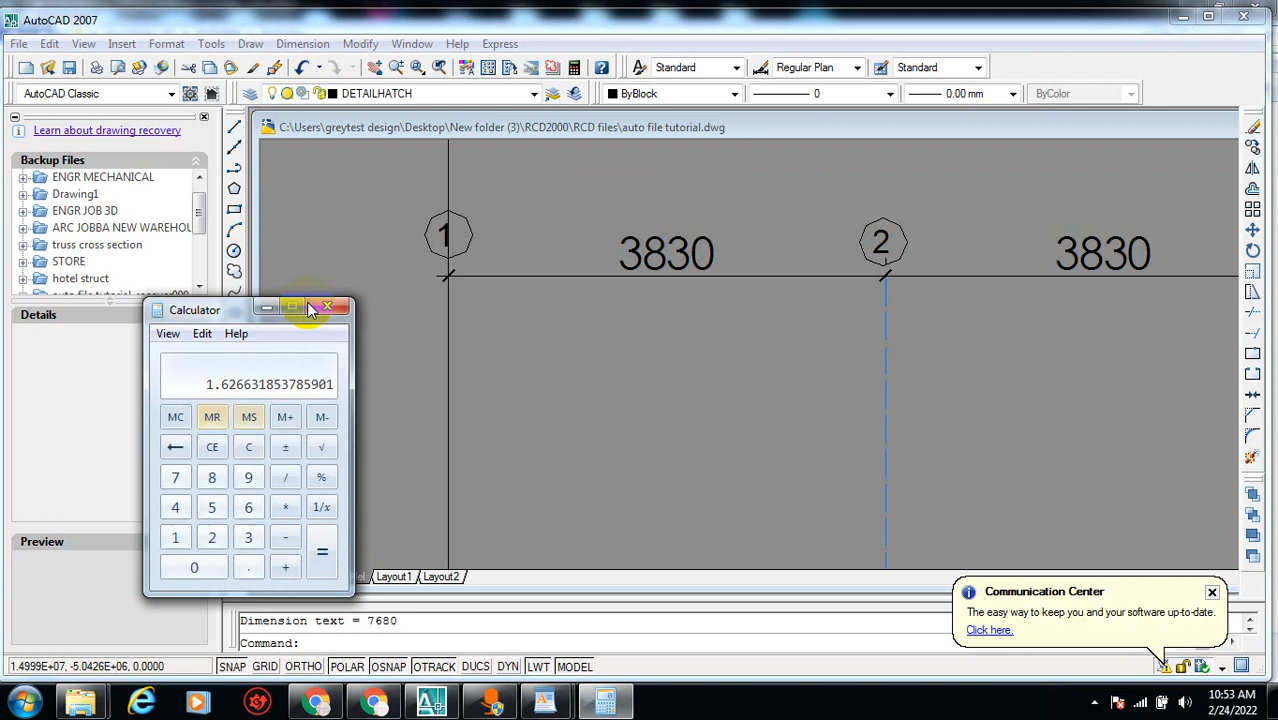 AutoCAD 2007
File Edit View Insert Format Tools Draw Dimension Modify Window Help Express
Standard Regular Plan Standard
AutoCAD Classic DETAILHATCH ByBlock 0 0.00 mm ByColor
Learn about drawing recovery
C:\Users\greytest design\Desktop\New folder (3)\RCD2000\RCD files\auto file tutorial.dwg
Backup Files
ENGR MECHANICAL
Drawing1
ENGR JOB 3D
ARC JOBBA NEW WAREHOU
truss cross section
STORE
hotel struct
Details
Preview
1 2
3830 3830
Calculator
View Edit Help
1.626631853785901
MC MR MS M+ M-
← CE C ± √
7 8 9 / %
4 5 6 * 1/x
1 2 3 - =
0 . +
Layout1 Layout2
Dimension text = 7680
Command:
Communication Center
The easy way to keep you and your software up-to-date.
Click here.
1.4999E+07, -5.0426E+06, 0.0000 SNAP GRID ORTHO POLAR OSNAP OTRACK DUCS DYN LWT MODEL
10:53 AM
2/24/2022